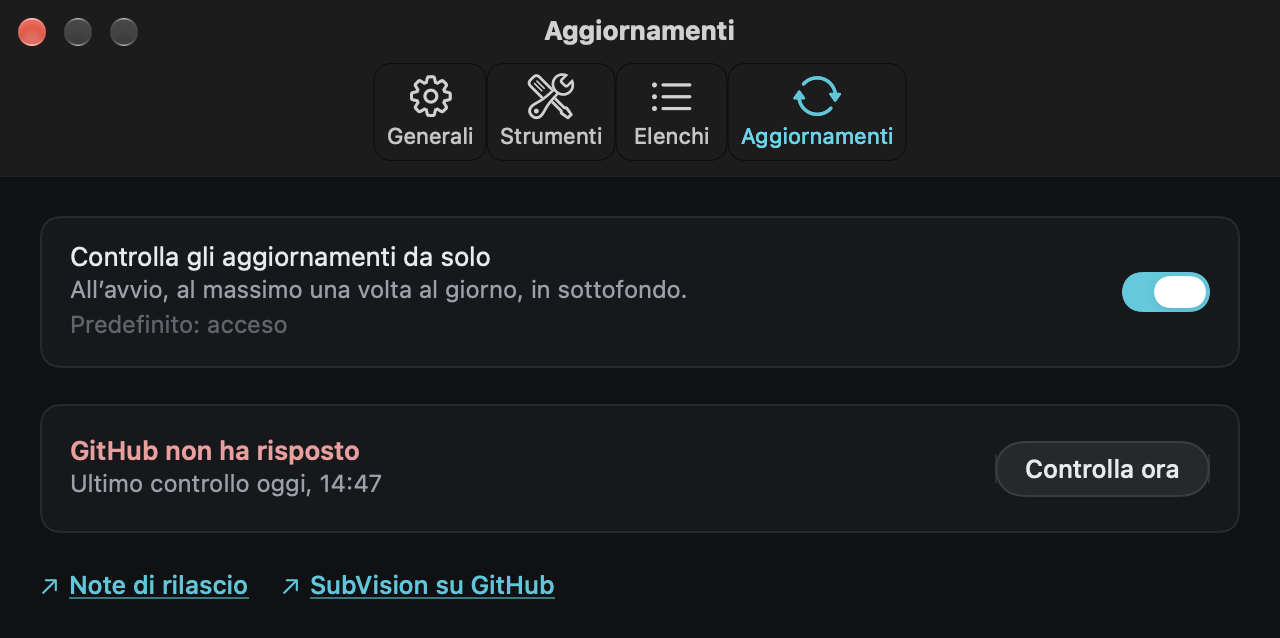 Aggiornamenti
Generali
Strumenti
Elenchi
Aggiornamenti
Controlla gli aggiornamenti da solo
All’avvio, al massimo una volta al giorno, in sottofondo.
Predefinito: acceso
GitHub non ha risposto
Ultimo controllo oggi, 14:47
Controlla ora
Note di rilascio
SubVision su GitHub